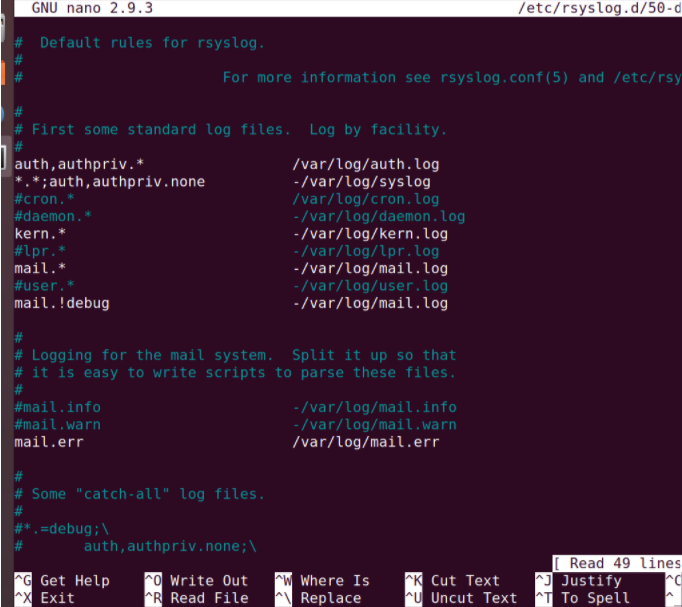 GNU nano 2.9.3 /etc/rsyslog.d/50-d
# Default rules for rsyslog.
#
# For more information see rsyslog.conf(5) and /etc/rsy
#
# First some standard log files. Log by facility.
#
auth,authpriv.* /var/log/auth.log
*.*;auth,authpriv.none -/var/log/syslog
#cron.* /var/log/cron.log
#daemon.* -/var/log/daemon.log
kern.* -/var/log/kern.log
#lpr.* -/var/log/lpr.log
mail.* -/var/log/mail.log
#user.* -/var/log/user.log
mail.!debug -/var/log/mail.log
#
# Logging for the mail system. Split it up so that
# it is easy to write scripts to parse these files.
#
#mail.info -/var/log/mail.info
#mail.warn -/var/log/mail.warn
mail.err /var/log/mail.err
#
# Some "catch-all" log files.
#
#*.=debug;\
# auth,authpriv.none;\
[ Read 49 lines
^G Get Help ^O Write Out ^W Where Is ^K Cut Text ^J Justify ^C
^X Exit ^R Read File ^\ Replace ^U Uncut Text ^T To Spell ^_